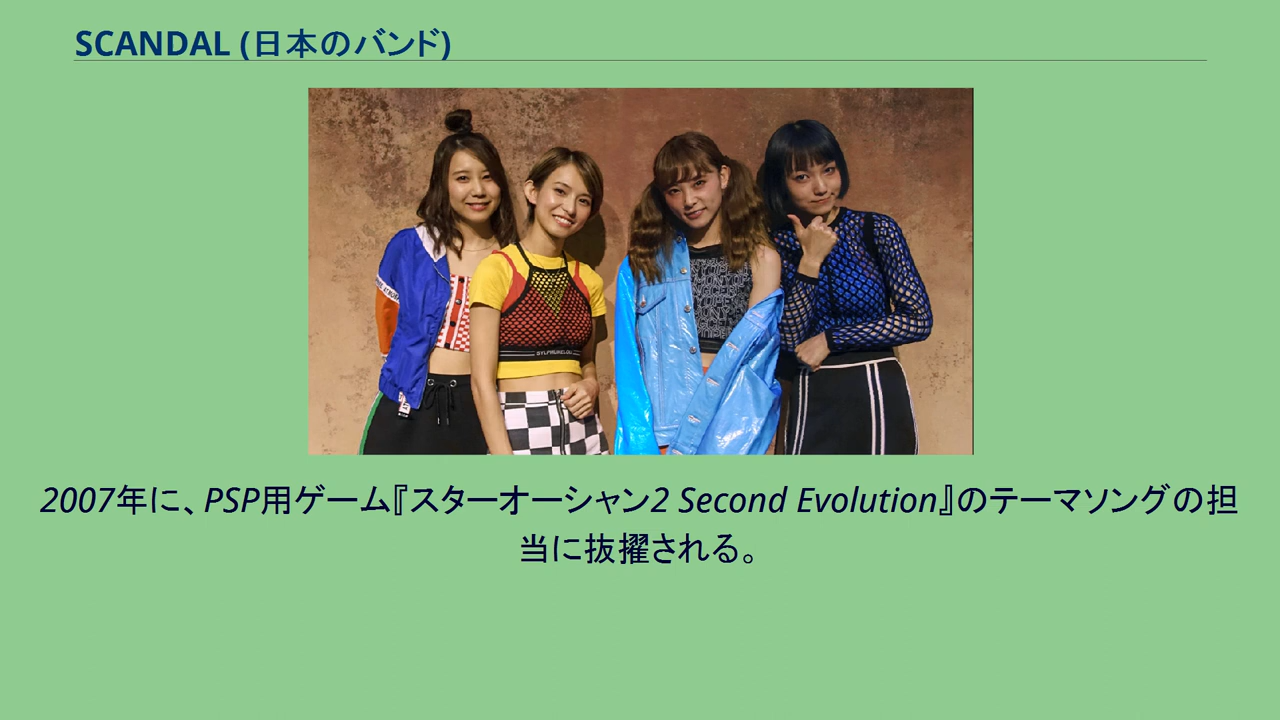 SCANDAL (日本のバンド)
2007年に、PSP用ゲーム『スターオーシャン2 Second Evolution』のテーマソングの担
当に抜擢される。